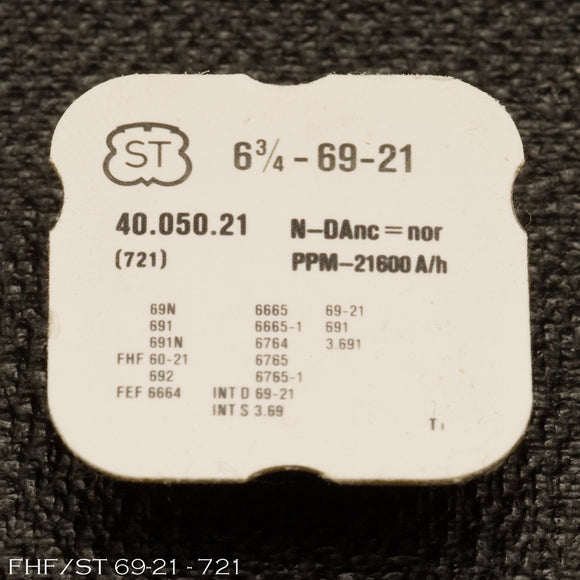 ST 6¾ - 69-21
40.050.21 N-DAnc=nor
(721) PPM-21600 A/h
69N 6665 69-21
691 6665-1 691
691N 6764 3.691
FHF 60-21 6765
692 6765-1
FEF 6664 INT D 69-21
INT S 3.69
T
FHF/ST 69-21 - 721